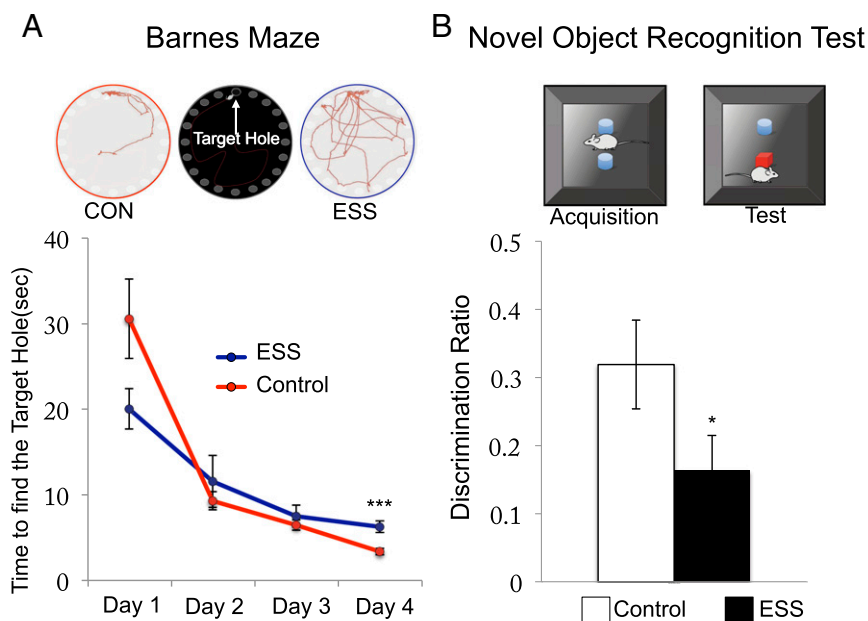 A
Barnes Maze
Target Hole
CON
ESS
Time to find the Target Hole(sec)
40
30
20
10
0
ESS
Control
***
Day 1
Day 2
Day 3
Day 4
B
Novel Object Recognition Test
Acquisition
Test
Discrimination Ratio
0.5
0.4
0.3
0.2
0.1
0
*
Control
ESS